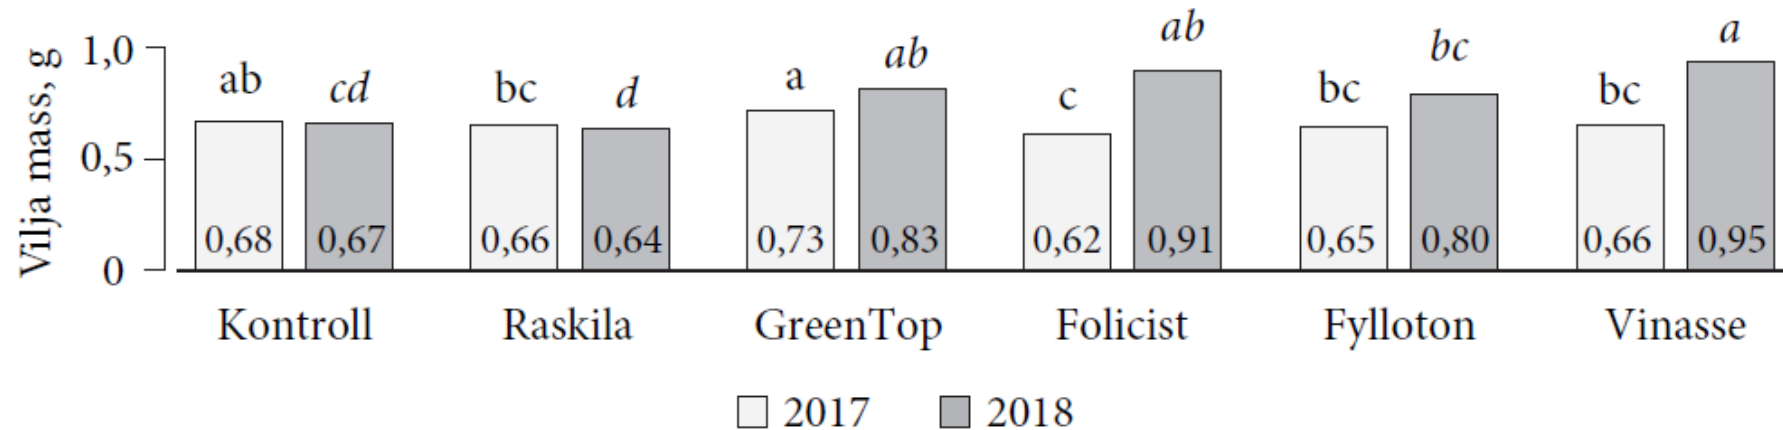 Vilja mass, g
1,0
0,5
0
ab cd bc d a ab c ab bc bc bc a
0,68 0,67 0,66 0,64 0,73 0,83 0,62 0,91 0,65 0,80 0,66 0,95
Kontroll Raskila GreenTop Folicist Fylloton Vinasse
2017 2018